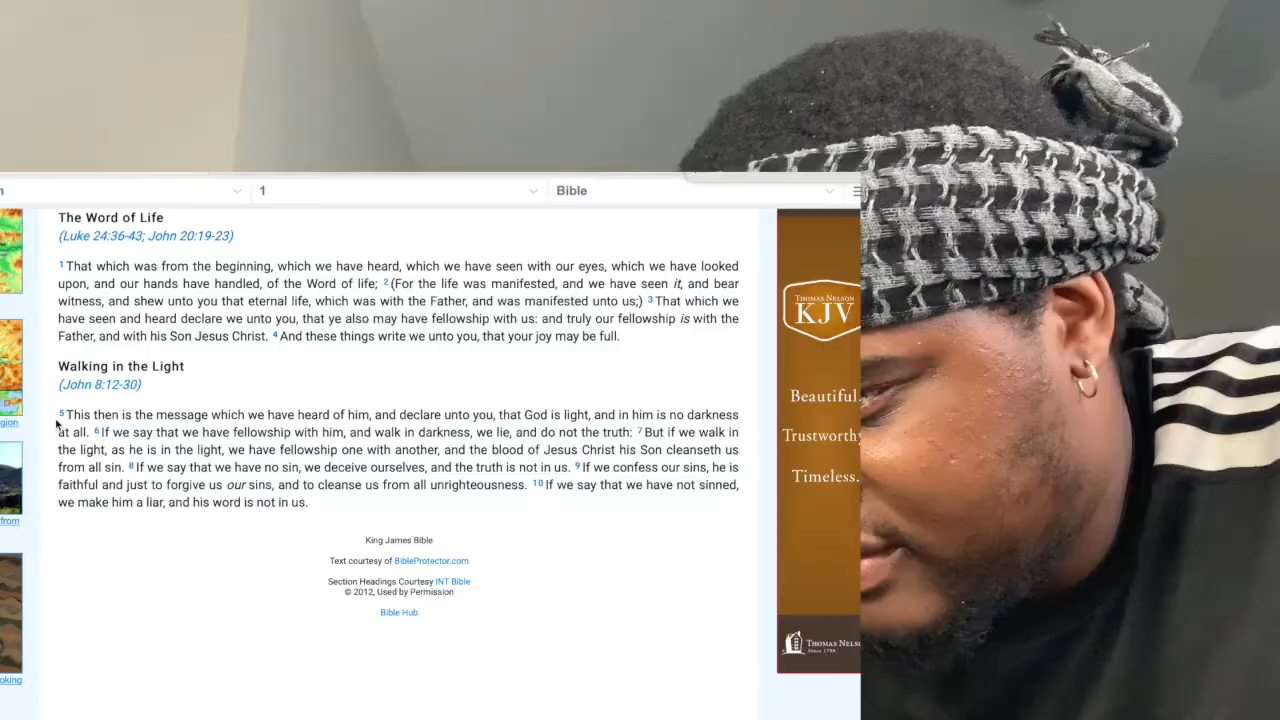 1
Bible
The Word of Life
(Luke 24:36-43; John 20:19-23)
1 That which was from the beginning, which we have heard, which we have seen with our eyes, which we have looked
upon, and our hands have handled, of the Word of life; 2 (For the life was manifested, and we have seen it, and bear
witness, and shew unto you that eternal life, which was with the Father, and was manifested unto us;) 3 That which we
have seen and heard declare we unto you, that ye also may have fellowship with us: and truly our fellowship is with the
Father, and with his Son Jesus Christ. 4 And these things write we unto you, that your joy may be full.
Walking in the Light
(John 8:12-30)
5 This then is the message which we have heard of him, and declare unto you, that God is light, and in him is no darkness
at all. 6 If we say that we have fellowship with him, and walk in darkness, we lie, and do not the truth: 7 But if we walk in
the light, as he is in the light, we have fellowship one with another, and the blood of Jesus Christ his Son cleanseth us
from all sin. 8 If we say that we have no sin, we deceive ourselves, and the truth is not in us. 9 If we confess our sins, he is
faithful and just to forgive us our sins, and to cleanse us from all unrighteousness. 10 If we say that we have not sinned,
we make him a liar, and his word is not in us.
King James Bible
Text courtesy of BibleProtector.com
Section Headings Courtesy INT Bible
© 2012, Used by Permission
Bible Hub
gion
from
oking
THOMAS NELSON
KJV
Beautiful.
Trustworthy
Timeless.
THOMAS NELS
Since 1798